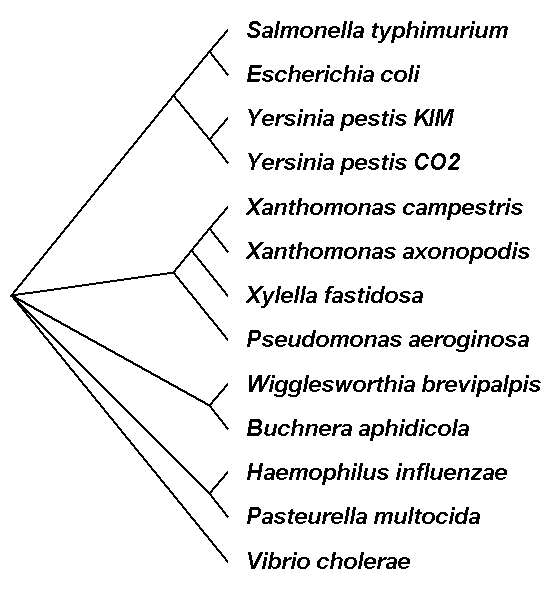 Salmonella typhimurium
Escherichia coli
Yersinia pestis KIM
Yersinia pestis CO2
Xanthomonas campestris
Xanthomonas axonopodis
Xylella fastidosa
Pseudomonas aeroginosa
Wigglesworthia brevipalpis
Buchnera aphidicola
Haemophilus influenzae
Pasteurella multocida
Vibrio cholerae